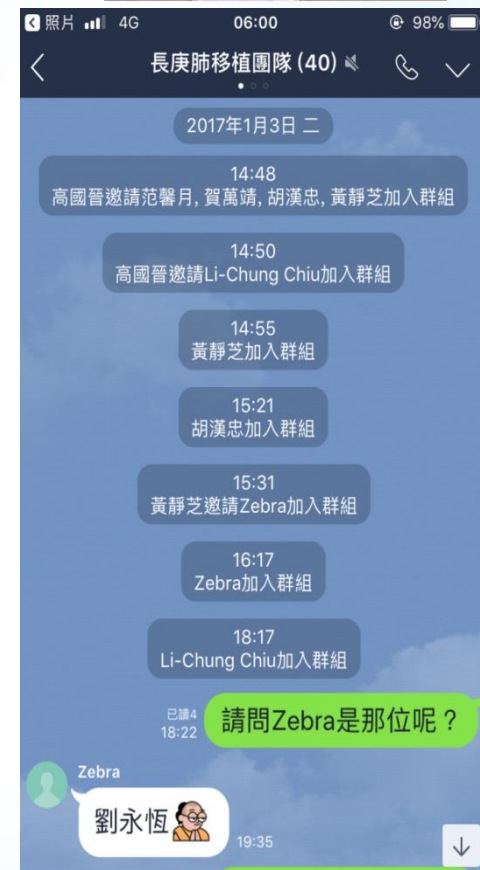 照片 4G 06:00 98%
長庚肺移植團隊 (40)
2017年1月3日 二
14:48
高國晉邀請范馨月, 賀萬靖, 胡漢忠, 黃靜芝加入群組
14:50
高國晉邀請Li-Chung Chiu加入群組
14:55
黃靜芝加入群組
15:21
胡漢忠加入群組
15:31
黃靜芝邀請Zebra加入群組
16:17
Zebra加入群組
18:17
Li-Chung Chiu加入群組
已讀4
18:22
請問Zebra是那位呢？
Zebra
劉永恆
19:35